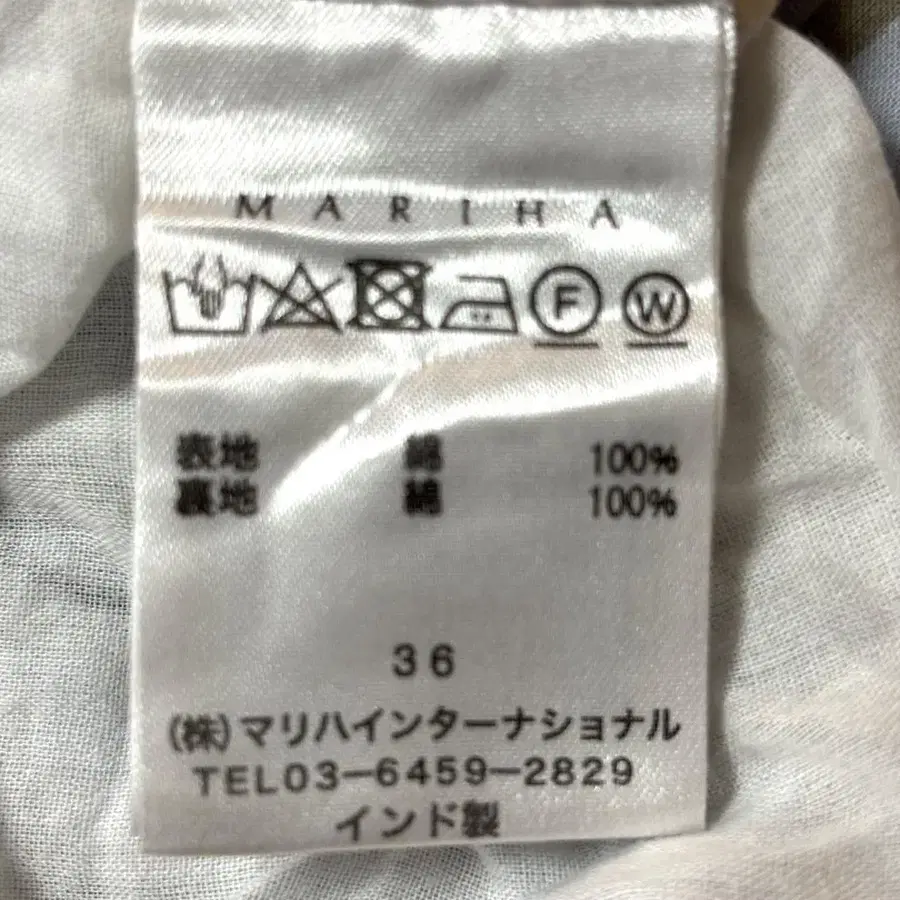 MARIHA
F W
表地 綿 100%
裏地 綿 100%
36
(株)マリハインターナショナル
TEL03-6459-2829
インド製